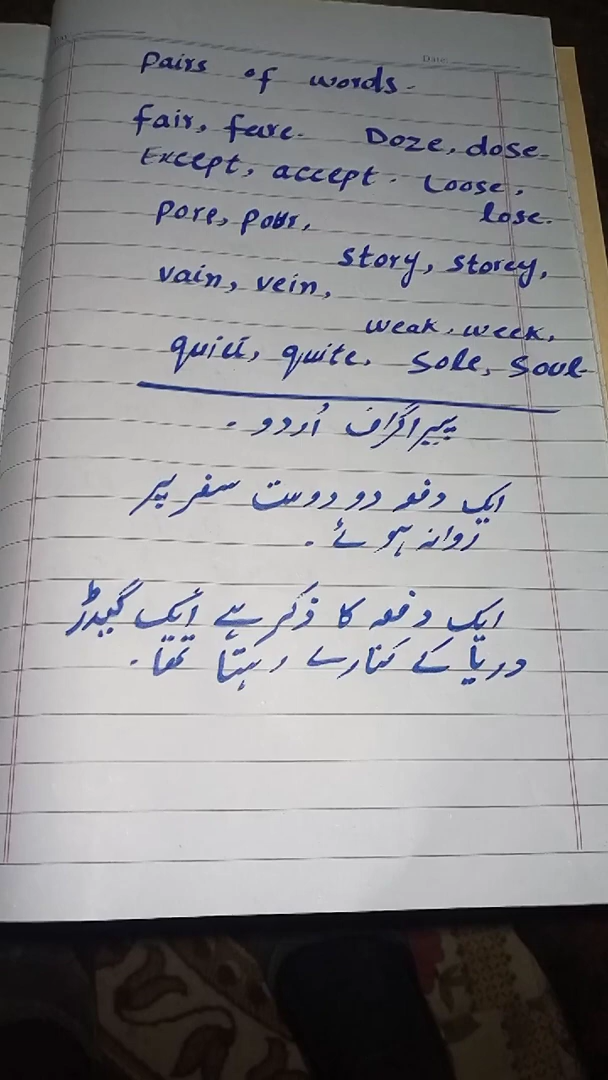 Date:
Pairs of words.
fair, fare. Doze, dose.
Except, accept. Loose,
lose.
pore, pour,
story, storey,
vain, vein,
weak, week,
quiet, quite. Sole, Soul
پیراگراف اُردو ۔
ایک دفعہ دو دوست سفر پر
روانہ ہوئے ۔
ایک دفعہ کا ذکر ہے ایک گیدڑ
دریا کے کنارے رہتا تھا ۔